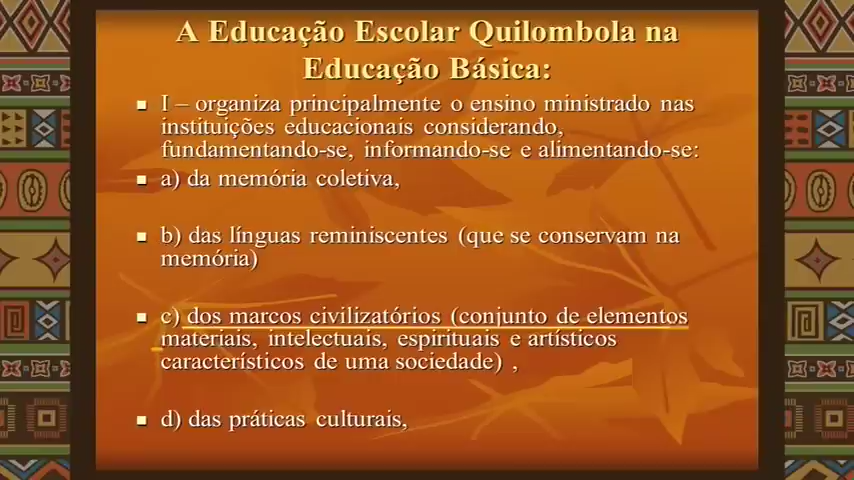 A Educação Escolar Quilombola na
Educação Básica:
I – organiza principalmente o ensino ministrado nas
instituições educacionais considerando,
fundamentando-se, informando-se e alimentando-se:
a) da memória coletiva,
b) das línguas reminiscentes (que se conservam na
memória)
c) dos marcos civilizatórios (conjunto de elementos
materiais, intelectuais, espirituais e artísticos
característicos de uma sociedade) ,
d) das práticas culturais,